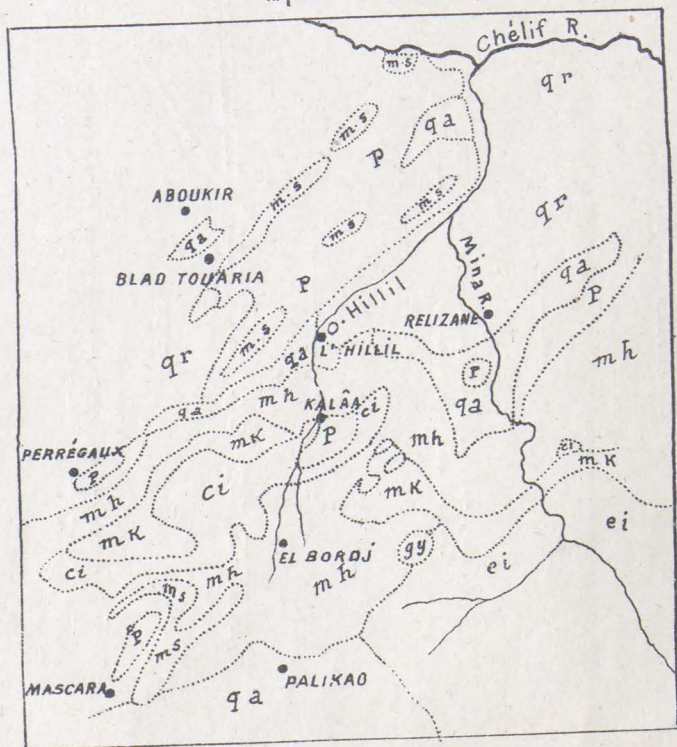 Chélif R.
m.s
qr
qa
m.s
P
ABOUKIR
m.s
m.s
qr
qa
m.s
qa
BLAD TOUARIA
P
Mina R.
P
O. Hillil
RELIZANE
m.s
qr
qa
L'HILLIL
mh
P
qa
mh
KALÂA
ci
qa
P
mh
mK
PERRÉGAUX
P
mK
Ci
mK
mh
mK
ei
ci
mh
EL BORDJ
gy
ei
ms
mh
P
ms
MASCARA
qa
PALIKAO